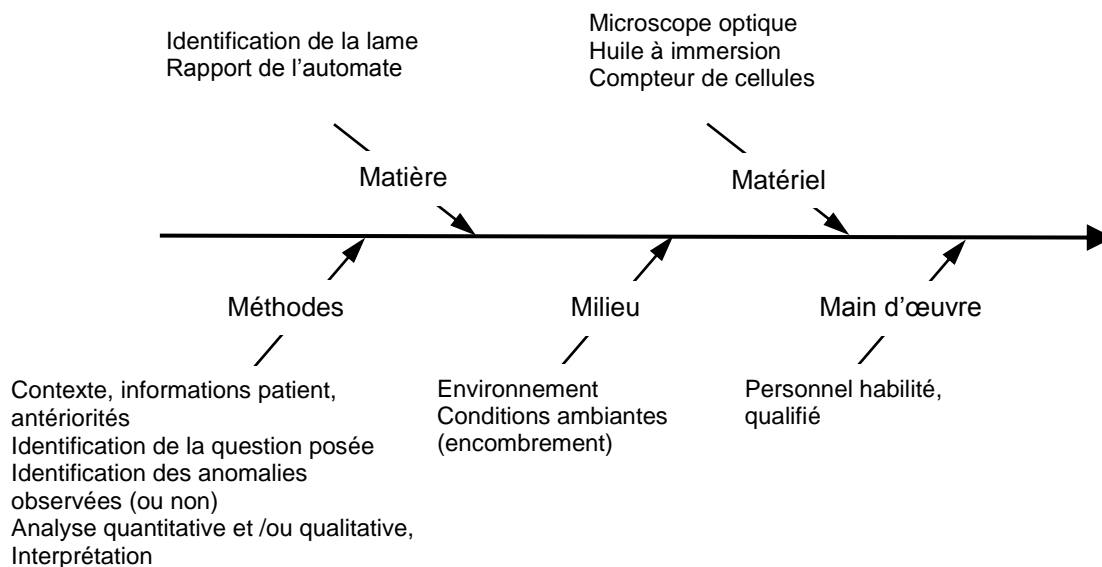 Identification de la lame
Rapport de l’automate
Microscope optique
Huile à immersion
Compteur de cellules
Matière
Matériel
Méthodes
Milieu
Main d’œuvre
Contexte, informations patient,
antériorités
Identification de la question posée
Identification des anomalies
observées (ou non)
Analyse quantitative et /ou qualitative,
Interprétation
Environnement
Conditions ambiantes
(encombrement)
Personnel habilité,
qualifié